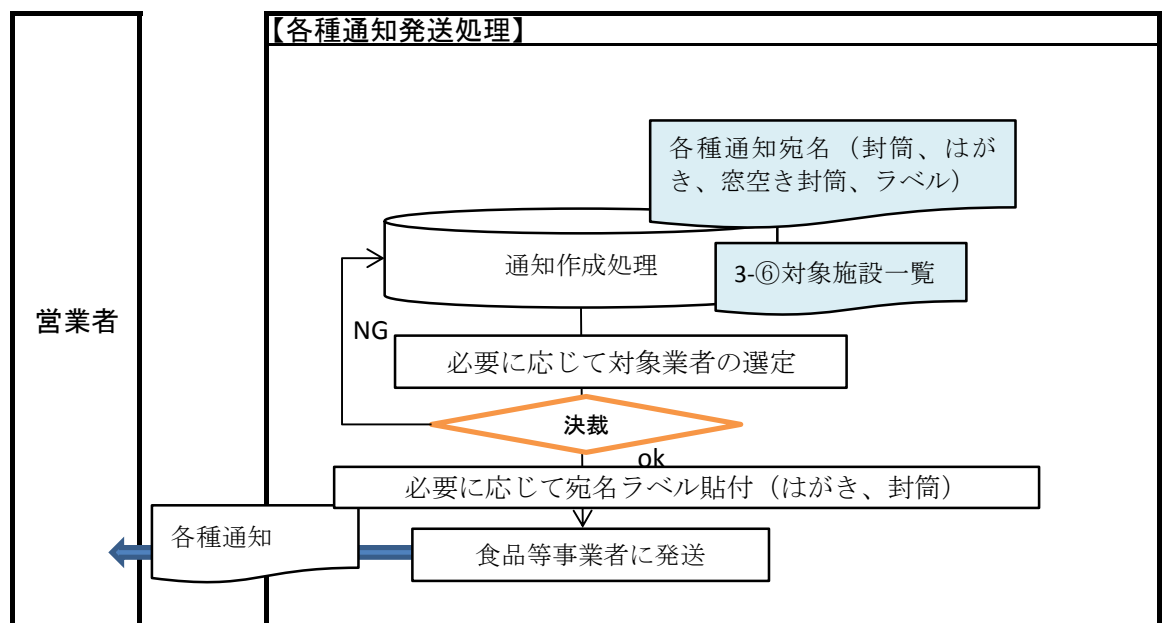 【各種通知発送処理】
各種通知宛名（封筒、はが
き、窓空き封筒、ラベル）
通知作成処理
3-⑥対象施設一覧
営業者
NG
必要に応じて対象業者の選定
決裁
ok
必要に応じて宛名ラベル貼付（はがき、封筒）
各種通知
食品等事業者に発送